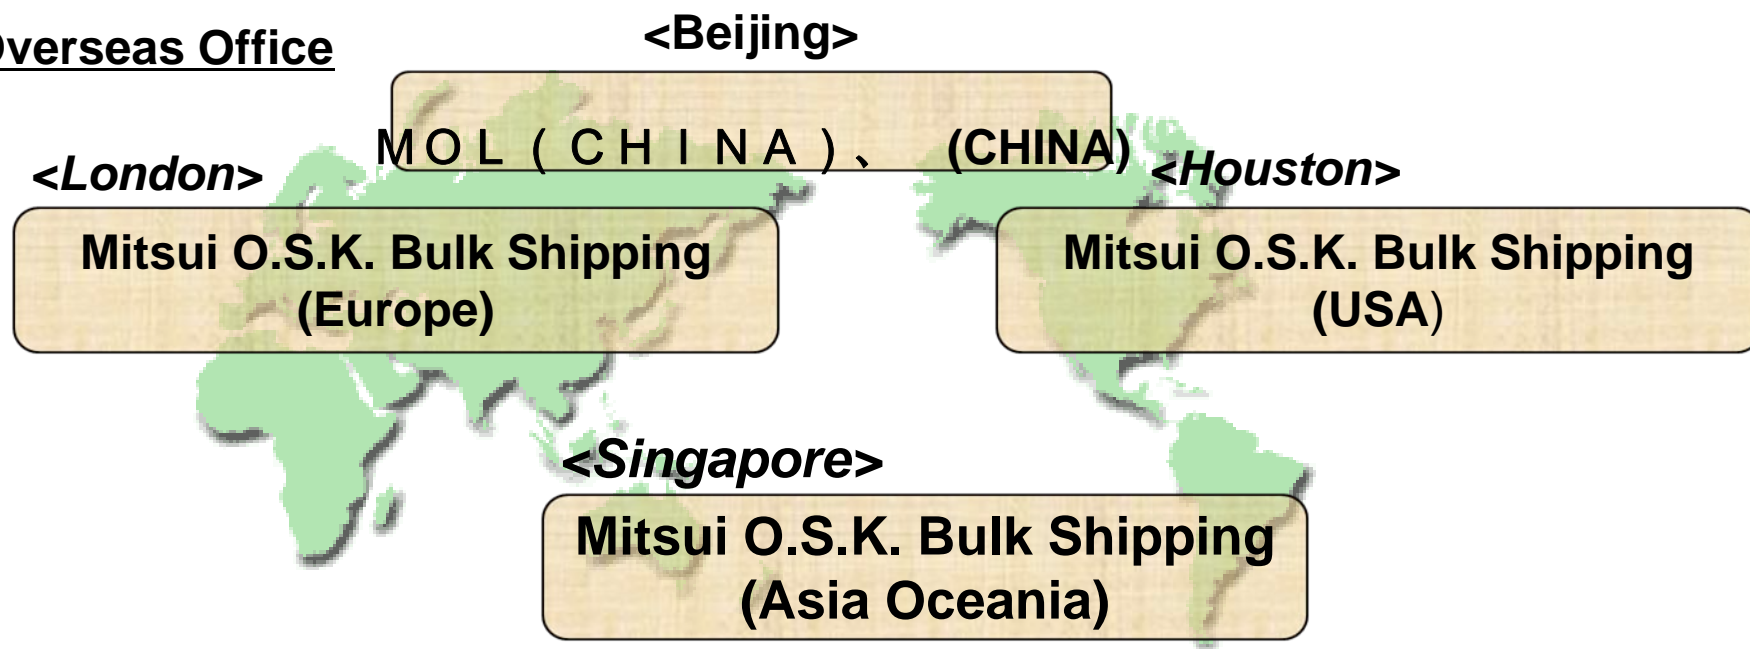 Overseas Office
<Beijing>
ＭＯＬ（ＣＨＩＮＡ）、 (CHINA)
<London>
<Houston>
Mitsui O.S.K. Bulk Shipping
(Europe)
Mitsui O.S.K. Bulk Shipping
(USA）
<Singapore>
Mitsui O.S.K. Bulk Shipping
(Asia Oceania)